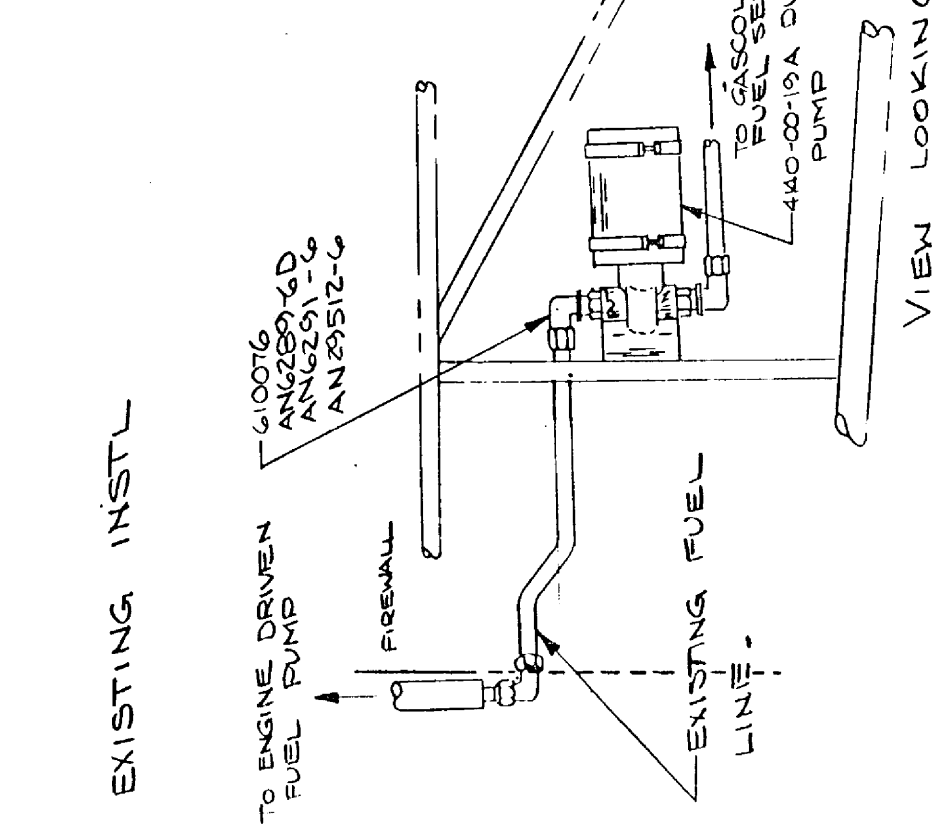 EXISTING INSTL
TO ENGINE DRIVEN
FUEL PUMP
610076
AN6289-6D
AN6291-6
AN29512-6
FIREWALL
EXISTING FUEL
LINE.
TO GASCOL
FUEL SE
4140-00-19A DU
PUMP
VIEW LOOKING